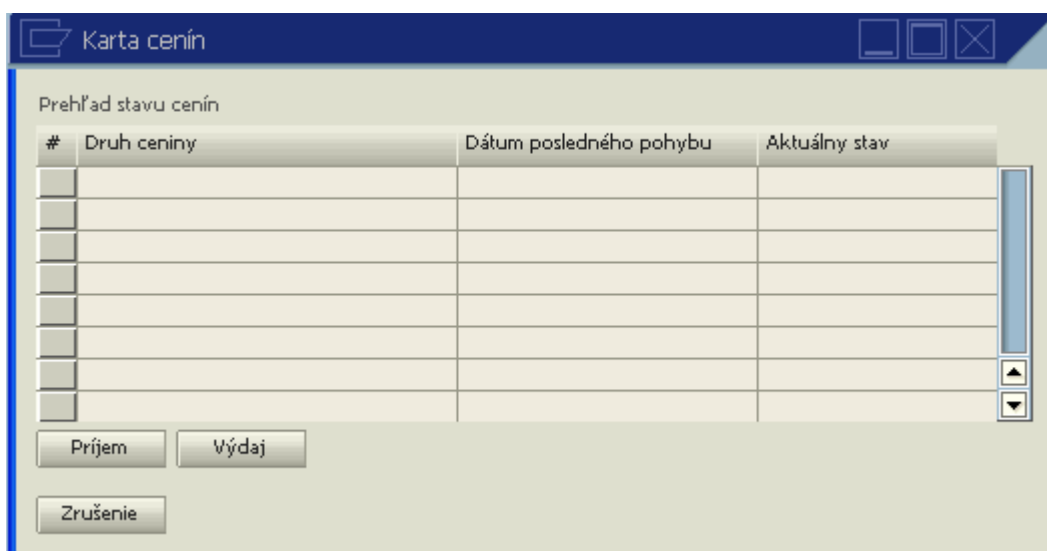 Karta cenín
Prehľad stavu cenín
# Druh ceniny Dátum posledného pohybu Aktuálny stav
Príjem Výdaj
Zrušenie